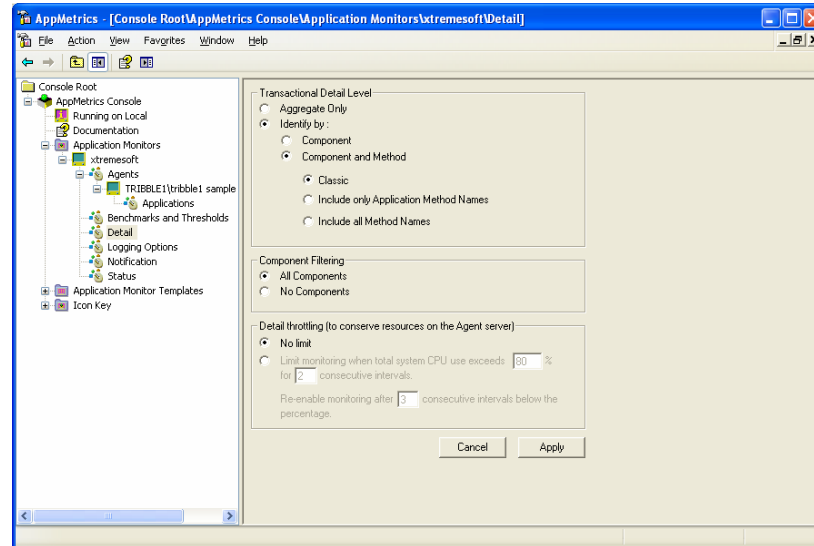 AppMetrics - [Console Root\AppMetrics Console\Application Monitors\xtremesoft\Detail]
File Action View Favorites Window Help
Console Root
AppMetrics Console
Running on Local
Documentation
Application Monitors
xtremesoft
Agents
TRIBBLE1\tribble1 sample
Applications
Benchmarks and Thresholds
Detail
Logging Options
Notification
Status
Application Monitor Templates
Icon Key
Transactional Detail Level
Aggregate Only
Identify by :
Component
Component and Method
Classic
Include only Application Method Names
Include all Method Names
Component Filtering
All Components
No Components
Detail throttling (to conserve resources on the Agent server)
No limit
Limit monitoring when total system CPU use exceeds 80 %
for 2 consecutive intervals.
Re-enable monitoring after 3 consecutive intervals below the
percentage.
Cancel Apply